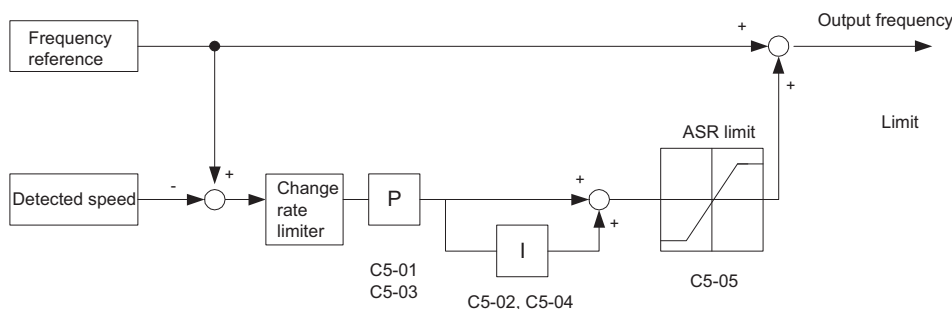 Frequency
reference
+
Output frequency
+
Limit
ASR limit
Detected speed
-
+
Change
rate
limiter
P
+
+
I
C5-01
C5-03
C5-02, C5-04
C5-05